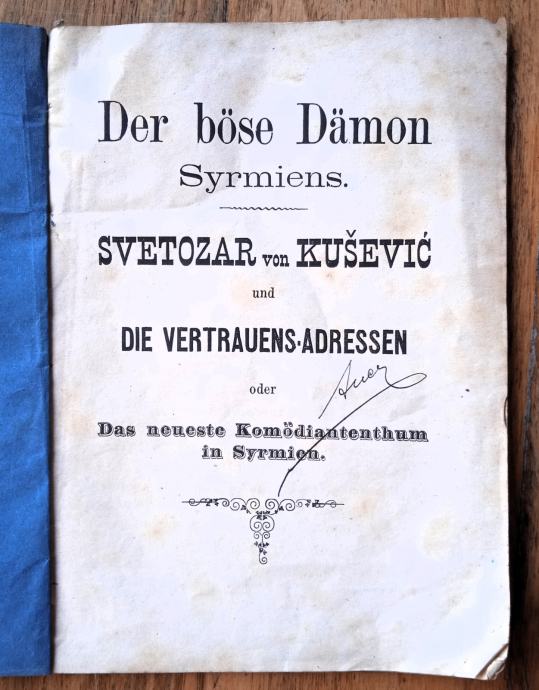 Der böse Dämon
Syrmiens.
SVETOZAR von KUŠEVIĆ
und
DIE VERTRAUENS-ADRESSEN
oder
Das neueste Komödiantenthum
in Syrmien.